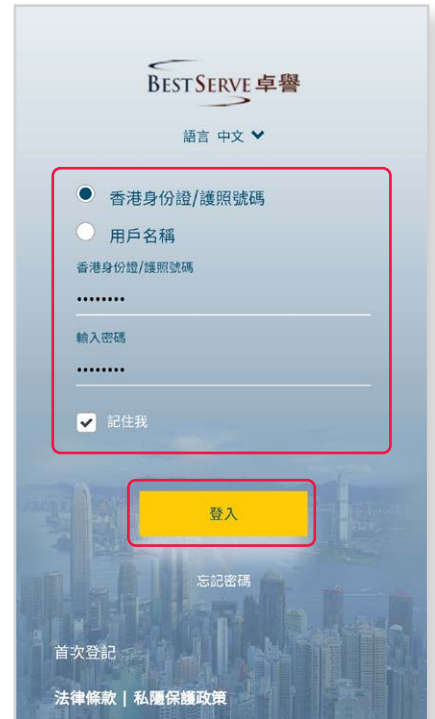 BESTSERVE 卓譽
語言 中文
香港身份證/護照號碼
用戶名稱
香港身份證/護照號碼
••••••••
輸入密碼
••••••••
記住我
登入
忘記密碼
首次登記
法律條款 | 私隱保護政策